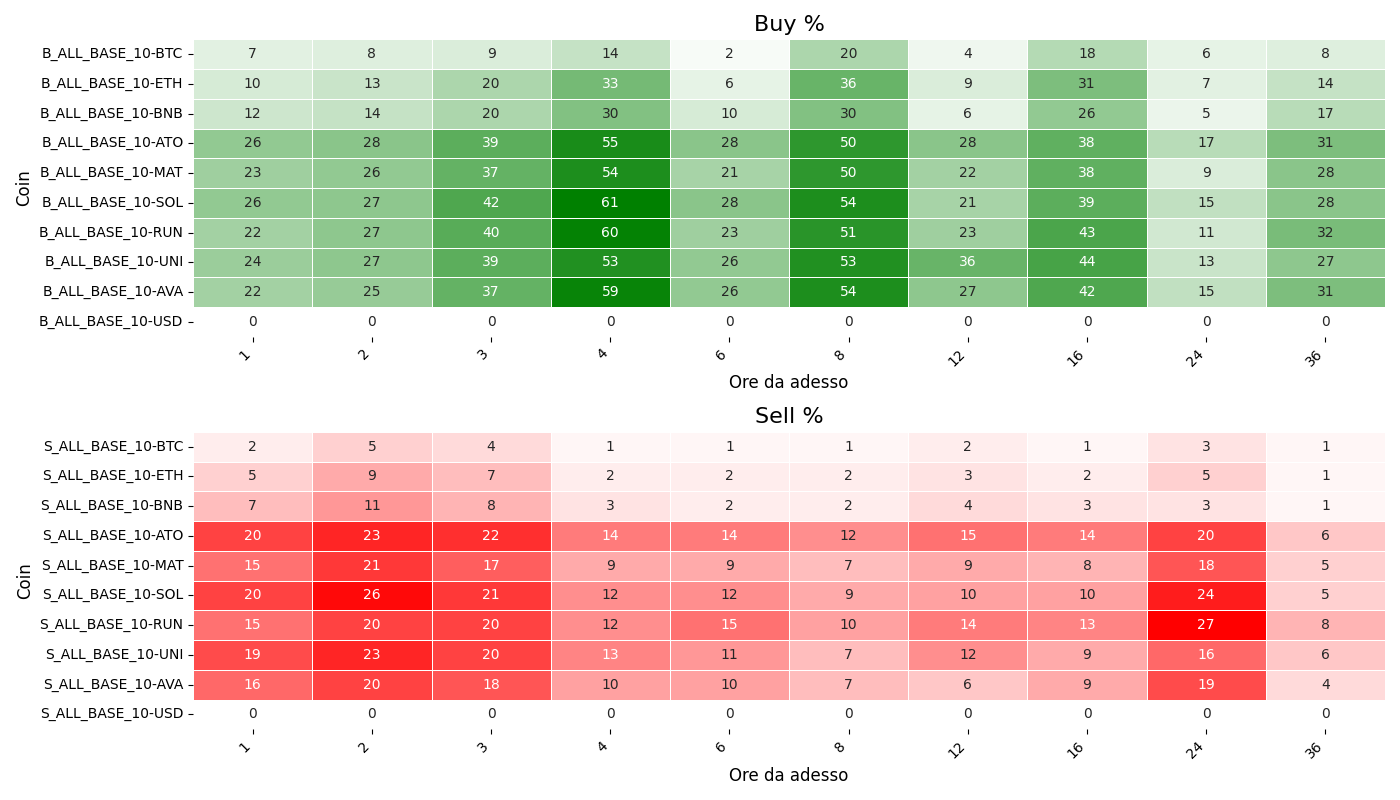 Buy %
Coin
B_ALL_BASE_10-BTC 7 8 9 14 2 20 4 18 6 8
B_ALL_BASE_10-ETH 10 13 20 33 6 36 9 31 7 14
B_ALL_BASE_10-BNB 12 14 20 30 10 30 6 26 5 17
B_ALL_BASE_10-ATO 26 28 39 55 28 50 28 38 17 31
B_ALL_BASE_10-MAT 23 26 37 54 21 50 22 38 9 28
B_ALL_BASE_10-SOL 26 27 42 61 28 54 21 39 15 28
B_ALL_BASE_10-RUN 22 27 40 60 23 51 23 43 11 32
B_ALL_BASE_10-UNI 24 27 39 53 26 53 36 44 13 27
B_ALL_BASE_10-AVA 22 25 37 59 26 54 27 42 15 31
B_ALL_BASE_10-USD 0 0 0 0 0 0 0 0 0 0
1 2 3 4 6 8 12 16 24 36
Ore da adesso
Sell %
Coin
S_ALL_BASE_10-BTC 2 5 4 1 1 1 2 1 3 1
S_ALL_BASE_10-ETH 5 9 7 2 2 2 3 2 5 1
S_ALL_BASE_10-BNB 7 11 8 3 2 2 4 3 3 1
S_ALL_BASE_10-ATO 20 23 22 14 14 12 15 14 20 6
S_ALL_BASE_10-MAT 15 21 17 9 9 7 9 8 18 5
S_ALL_BASE_10-SOL 20 26 21 12 12 9 10 10 24 5
S_ALL_BASE_10-RUN 15 20 20 12 15 10 14 13 27 8
S_ALL_BASE_10-UNI 19 23 20 13 11 7 12 9 16 6
S_ALL_BASE_10-AVA 16 20 18 10 10 7 6 9 19 4
S_ALL_BASE_10-USD 0 0 0 0 0 0 0 0 0 0
1 2 3 4 6 8 12 16 24 36
Ore da adesso